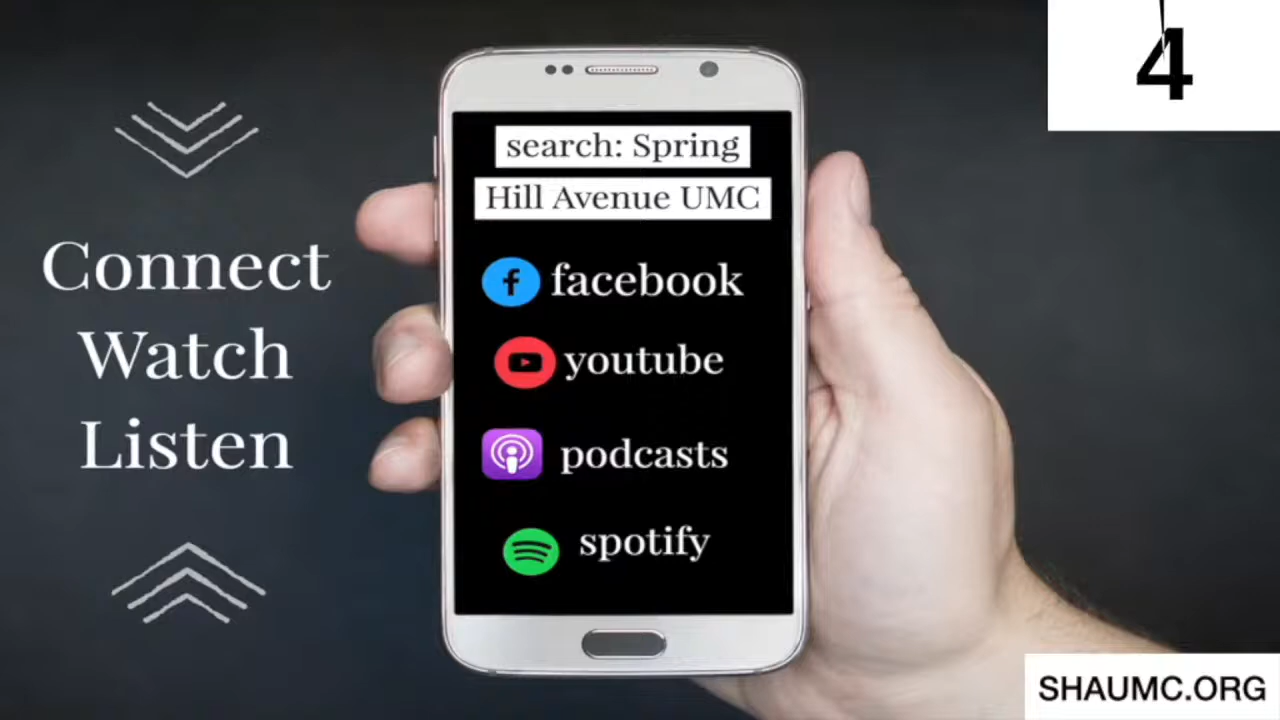 4
search: Spring
Hill Avenue UMC
facebook
youtube
podcasts
spotify
Connect
Watch
Listen
SHAUMC.ORG